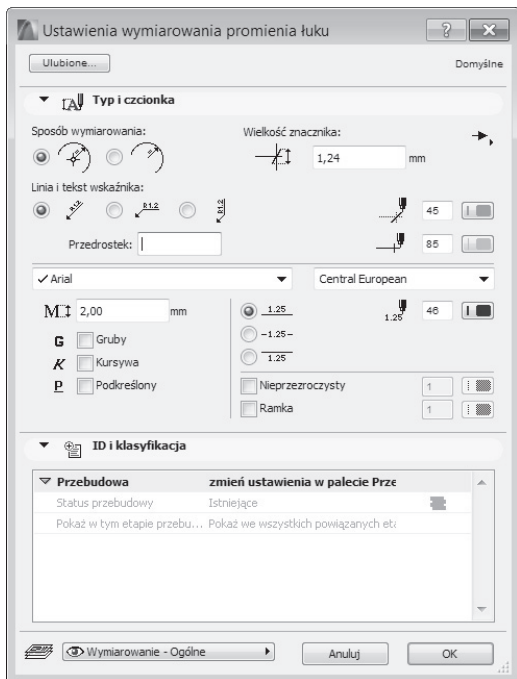 Ustawienia wymiarowania promienia łuku
Ulubione...
Domyślne
Typ i czcionka
Sposób wymiarowania:
Wielkość znacznika:
1,24 mm
Linia i tekst wskaźnika:
R1.2 R1.2 R1.2
45
Przedrostek:
85
Arial
Central European
M 2,00 mm
1.25
1.25
46
G Gruby
-1.25-
K Kursywa
1.25
P Podkreślony
Nieprzezroczysty 1
Ramka 1
ID i klasyfikacja
Przebudowa zmień ustawienia w palecie Prze
Status przebudowy Istniejące
Pokaż w tym etapie przebu... Pokaż we wszystkich powiązanych eta
Wymiarowanie - Ogólne
Anuluj
OK